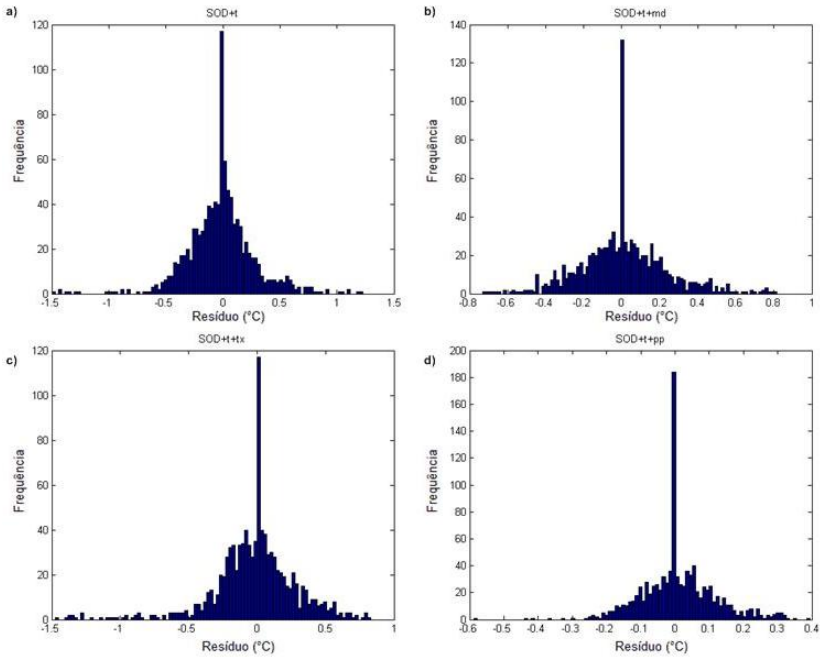 a) SOD+t
120
100
80
60
40
20
0
Frequência
-1.5 -1 -0.5 0 0.5 1 1.5
Resíduo (°C)
b) SOD+t+md
140
120
100
80
60
40
20
0
Frequência
-0.8 -0.6 -0.4 -0.2 0 0.2 0.4 0.6 0.8 1
Resíduo (°C)
c) SOD+t+tx
120
100
80
60
40
20
0
Frequência
-1.5 -1 -0.5 0 0.5 1
Resíduo (°C)
d) SOD+t+pp
200
180
160
140
120
100
80
60
40
20
0
Frequência
-0.6 -0.5 -0.4 -0.3 -0.2 -0.1 0 0.1 0.2 0.3 0.4
Resíduo (°C)